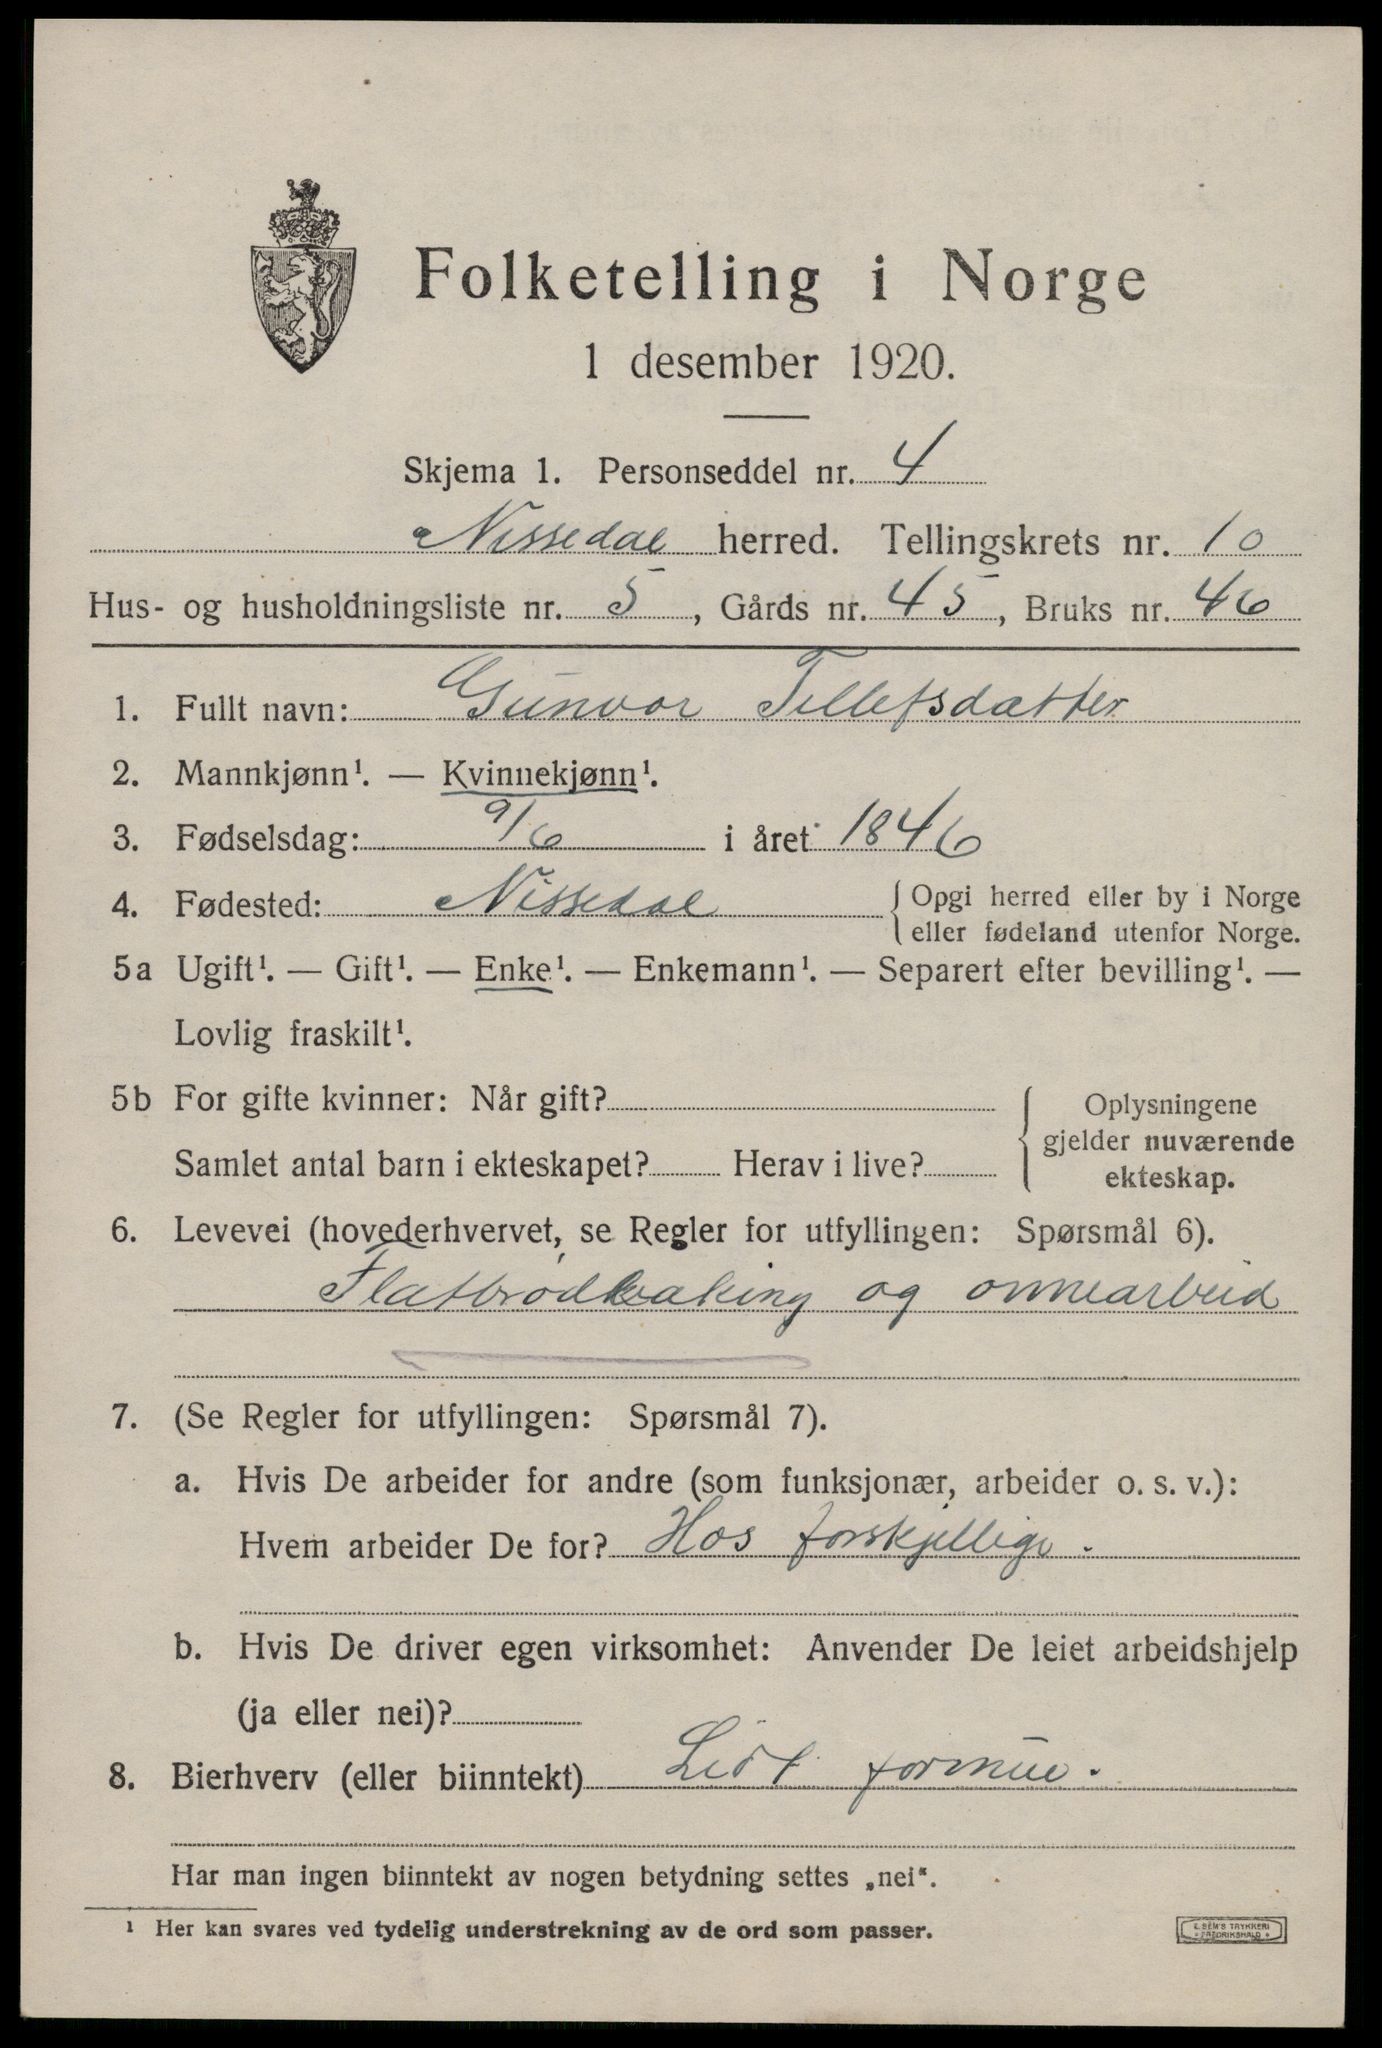 Folketelling i Norge
1 desember 1920.
Skjema 1. Personseddel nr. 4
Nissedal herred. Tellingskrets nr. 10
Hus- og husholdningsliste nr. 5, Gårds nr. 45, Bruks nr. 46
1. Fullt navn: Gunvor Tellefsdatter
2. Mannkjønn¹. — Kvinnekjønn¹.
3. Fødselsdag: 9/6 i året 1846
4. Fødested: Nissedal { Opgi herred eller by i Norge
eller fødeland utenfor Norge.
5a Ugift¹. — Gift¹. — Enke¹. — Enkemann¹. — Separert efter bevilling¹. —
Lovlig fraskilt¹.
5b For gifte kvinner: Når gift?
Samlet antal barn i ekteskapet? Herav i live?
Oplysningene
gjelder nuværende
ekteskap.
6. Levevei (hovederhvervet, se Regler for utfyllingen: Spørsmål 6).
Flatbrødbaking og onnearbeid
7. (Se Regler for utfyllingen: Spørsmål 7).
a. Hvis De arbeider for andre (som funksjonær, arbeider o. s. v.):
Hvem arbeider De for? Hos forskjellige.
b. Hvis De driver egen virksomhet: Anvender De leiet arbeidshjelp
(ja eller nei)?
8. Bierhverv (eller biinntekt) formue.
Har man ingen biinntekt av nogen betydning settes „nei“.
¹ Her kan svares ved tydelig understrekning av de ord som passer.
E. SEM'S TRYKKERI
FREDRIKSHALD